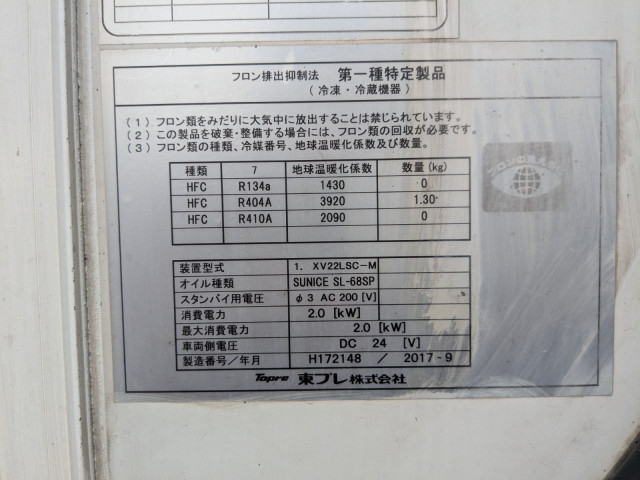 フロン排出抑制法 第一種特定製品
（冷凍・冷蔵機器）
(1) フロン類をみだりに大気中に放出することは禁じられています。
(2) この製品を破棄・整備する場合には、フロン類の回収が必要です。
(3) フロン類の種類、冷媒番号、地球温暖化係数及び数量。
種類 7 地球温暖化係数 数量(kg)
HFC R134a 1430 0
HFC R404A 3920 1.30
HFC R410A 2090 0
装置型式 1. XV22LSC-M
オイル種類 SUNICE SL-68SP
スタンバイ用電圧 φ3 AC 200 [V]
消費電力 2.0 [kW]
最大消費電力 2.0 [kW]
車両側電圧 DC 24 [V]
製造番号／年月 H172148 / 2017-9
Topre 東プレ株式会社